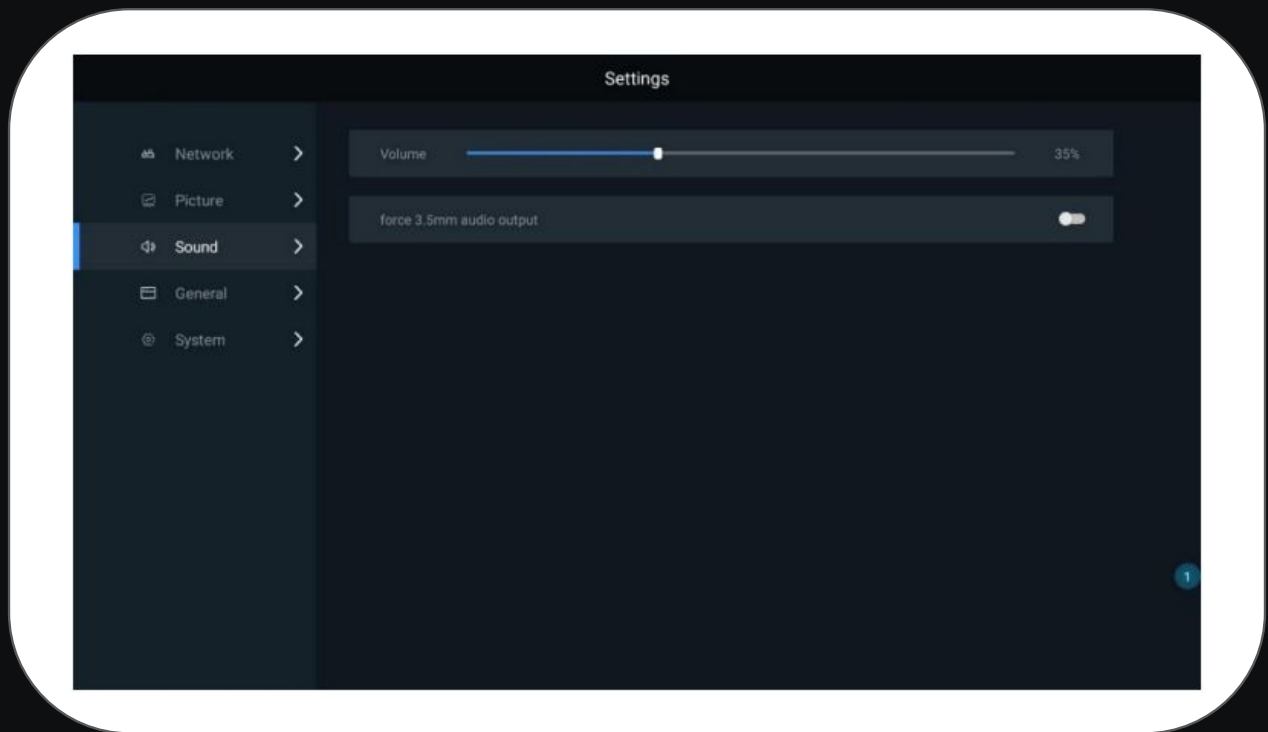 Settings
Network
Picture
Sound
General
System
Volume 35%
force 3.5mm audio output
1